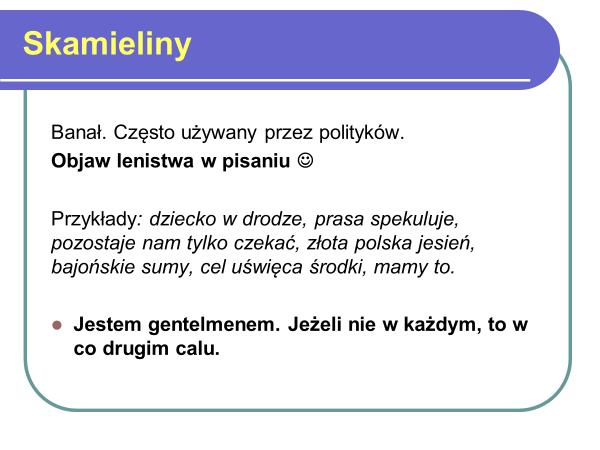 Skamieliny
Banał. Często używany przez polityków.
Objaw lenistwa w pisaniu ☺
Przykłady: dziecko w drodze, prasa spekuluje,
pozostaje nam tylko czekać, złota polska jesień,
bajońskie sumy, cel uświęca środki, mamy to.
Jestem gentelmenem. Jeżeli nie w każdym, to w
co drugim calu.